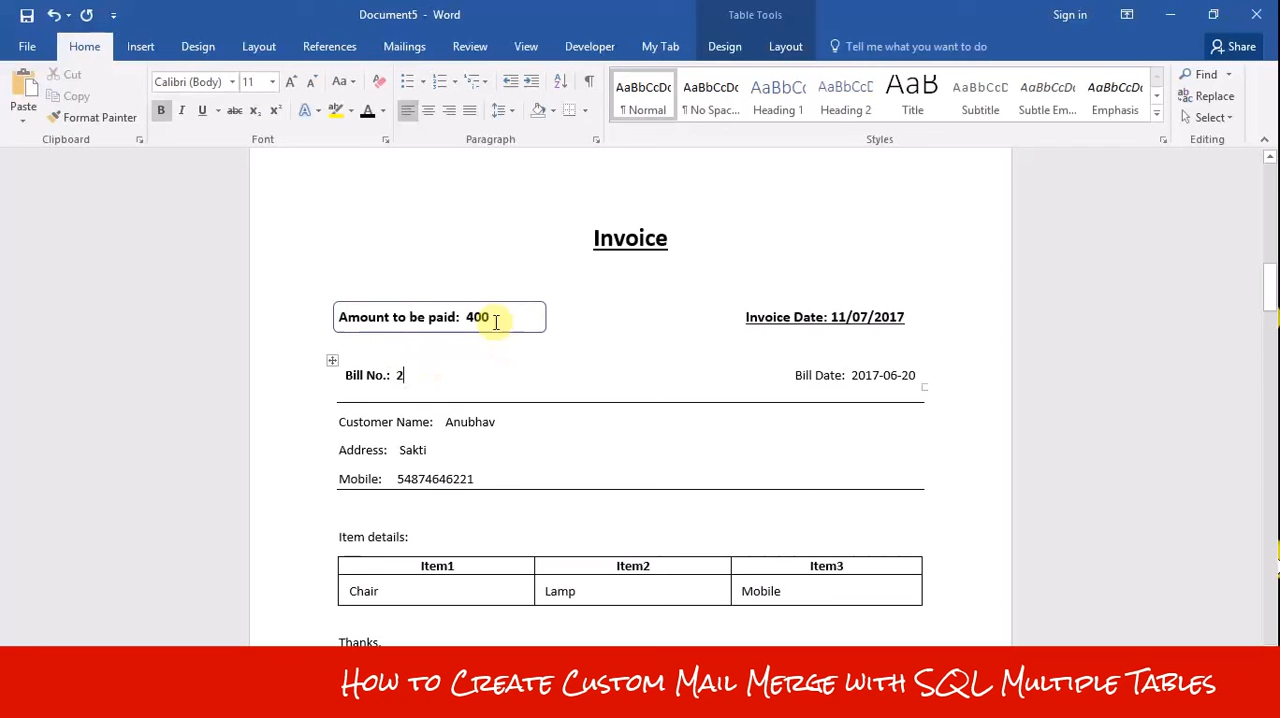 Document5 - Word
Table Tools
Sign in
File
Home
Insert
Design
Layout
References
Mailings
Review
View
Developer
My Tab
Design
Layout
Tell me what you want to do
Share
Paste
Cut
Copy
Format Painter
Clipboard
Calibri (Body)
11
Font
Paragraph
AaBbCcDc
¶ Normal
AaBbCcDc
¶ No Spac...
AaBbCc
Heading 1
AaBbCcD
Heading 2
AaB
Title
AaBbCcD
Subtitle
AaBbCcDc
Subtle Em...
AaBbCcDc
Emphasis
Styles
Find
Replace
Select
Editing
Invoice
Amount to be paid: 400
Invoice Date: 11/07/2017
Bill No.: 2
Bill Date: 2017-06-20
Customer Name: Anubhav
Address: Sakti
Mobile: 54874646221
Item details:
Item1 Item2 Item3
Chair Lamp Mobile
Thanks,
How to Create Custom Mail Merge with SQL Multiple Tables